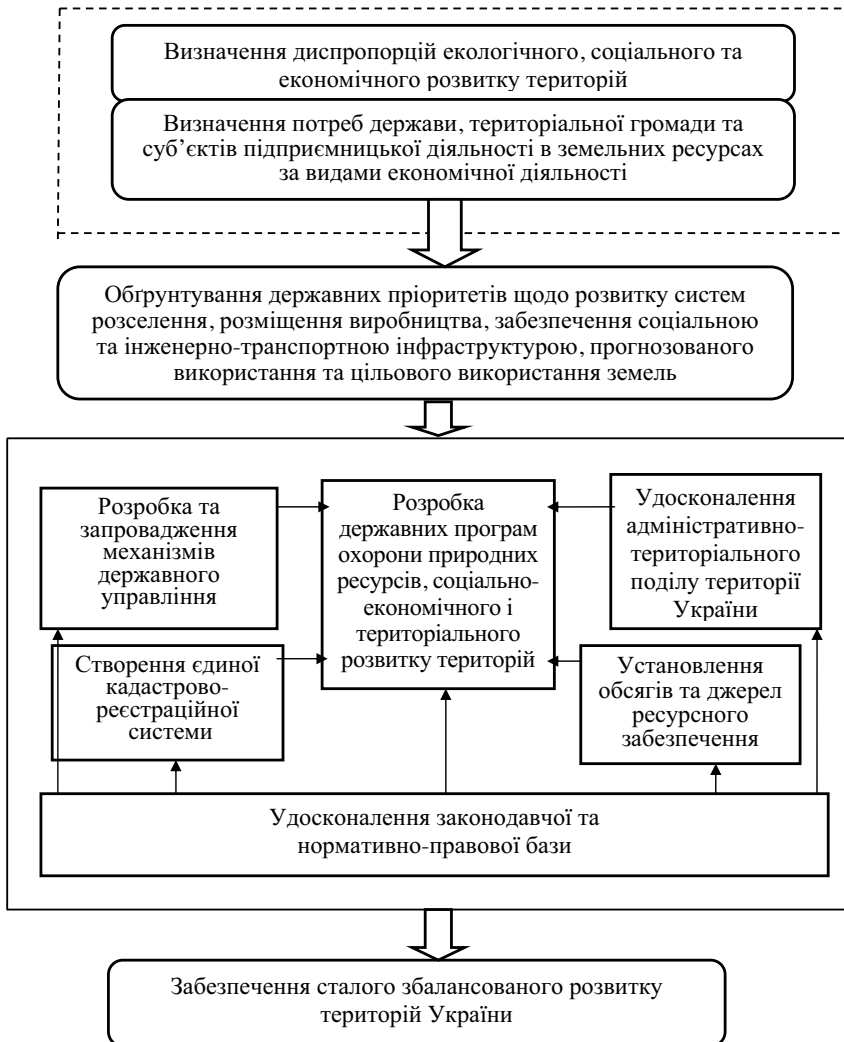 Визначення диспропорцій екологічного, соціального та
економічного розвитку територій
Визначення потреб держави, територіальної громади та
суб’єктів підприємницької діяльності в земельних ресурсах
за видами економічної діяльності
Обґрунтування державних пріоритетів щодо розвитку систем
розселення, розміщення виробництва, забезпечення соціальною
та інженерно-транспортною інфраструктурою, прогнозованого
використання та цільового використання земель
Розробка та
запровадження
механізмів
державного
управління
Розробка
державних програм
охорони природних
ресурсів, соціально-
економічного і
територіального
розвитку територій
Удосконалення
адміністративно-
територіального
поділу території
України
Створення єдиної
кадастрово-
реєстраційної
системи
Установлення
обсягів та джерел
ресурсного
забезпечення
Удосконалення законодавчої та
нормативно-правової бази
Забезпечення сталого збалансованого розвитку
територій України